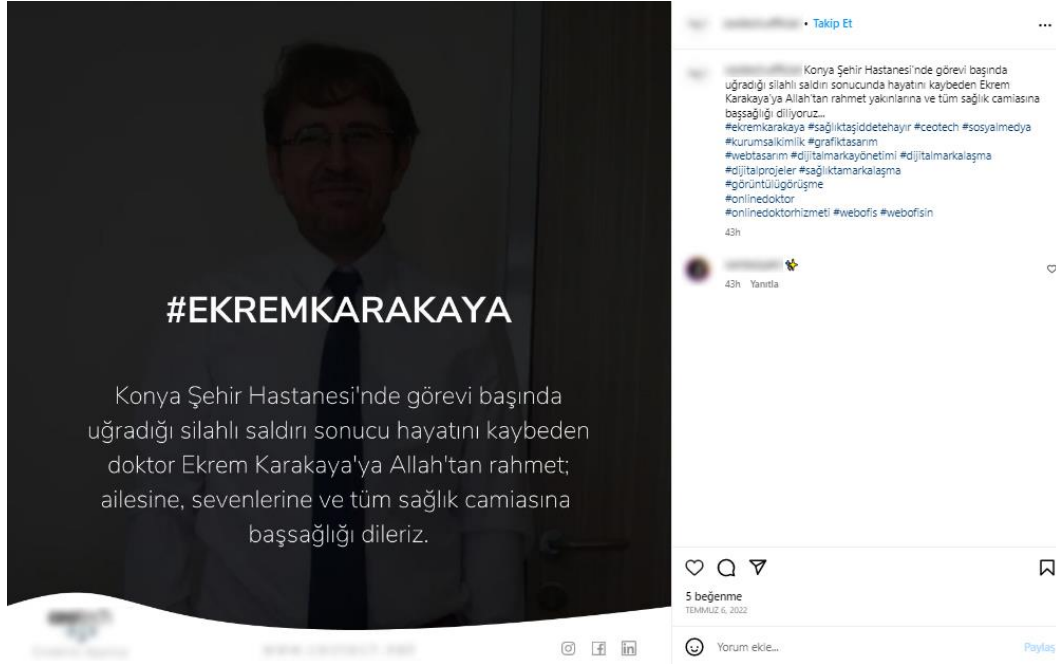 • Takip Et
Konya Şehir Hastanesi'nde görevi başında
uğradığı silahlı saldırı sonucunda hayatını kaybeden Ekrem
Karakaya'ya Allah'tan rahmet yakınlarına ve tüm sağlık camiasına
başsağlığı diliyoruz...
#ekremkarakaya #sağlıktaşiddetehayır #ceotech #sosyalmedya
#kurumsalkimlik #grafiktasarım
#webtasarım #dijitalmarkayönetimi #dijitalmarkalaşma
#dijitalprojeler #sağlıktamarkalaşma
#görüntülügörüşme
#onlinedoktor
#onlinedoktorhizmeti #webofis #webofisin
43h
43h Yanıtla
#EKREMKARAKAYA
Konya Şehir Hastanesi'nde görevi başında
uğradığı silahlı saldırı sonucu hayatını kaybeden
doktor Ekrem Karakaya'ya Allah'tan rahmet;
ailesine, sevenlerine ve tüm sağlık camiasına
başsağlığı dileriz.
5 beğenme
TEMMUZ 6, 2022
Yorum ekle...
Paylaş